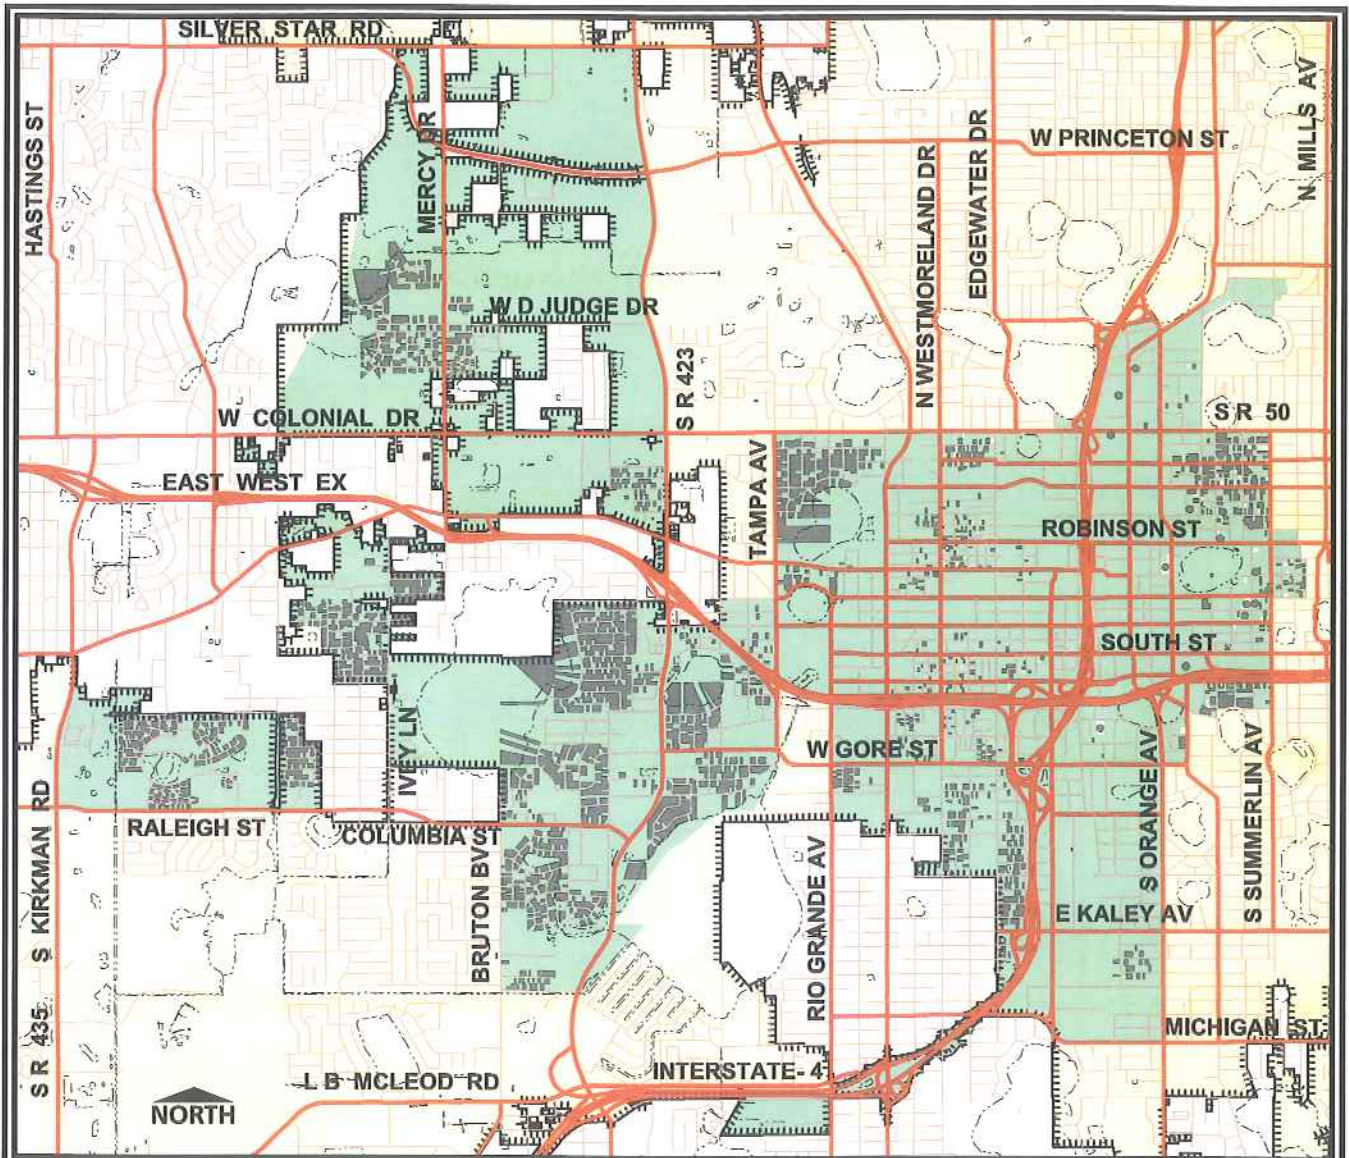 SILVER STAR RD
HASTINGS ST
MERCY DR
W PRINCETON ST
N MILLS AV
EDGEWATER DR
N WESTMORELAND DR
W D JUDGE DR
S R 423
W COLONIAL DR
S R 50
EAST WEST EX
TAMPA AV
ROBINSON ST
SOUTH ST
IVEY LN
W GORE ST
S ORANGE AV
S SUMMERLIN AV
RALEIGH ST
COLUMBIA ST
S KIRKMAN RD
BRUTON BV
RIO GRANDE AV
E KALEY AV
S R 435
MICHIGAN ST
INTERSTATE- 4
L B MCLEOD RD
NORTH